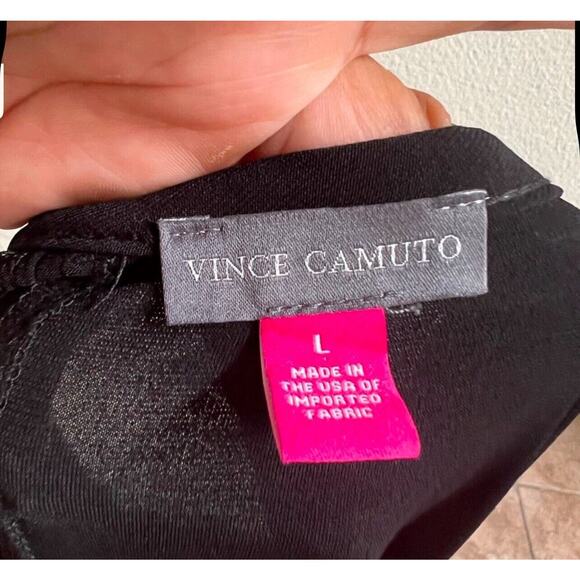 VINCE CAMUTO
L
MADE IN
THE USA OF
IMPORTED
FABRIC